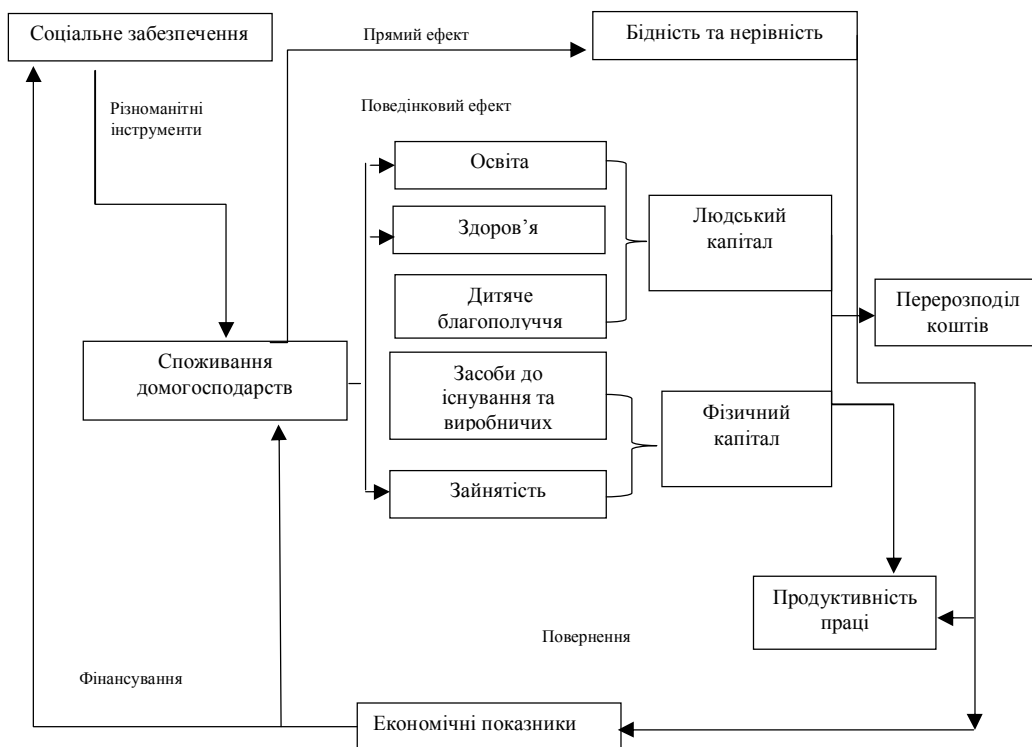 Соціальне забезпечення
Прямий ефект
Бідність та нерівність
Різноманітні
інструменти
Поведінковий ефект
Освіта
Здоров’я
Дитяче
благополуччя
Людський
капітал
Перерозподіл
коштів
Споживання
домогосподарств
Засоби до
існування та
виробничих
Фізичний
капітал
Зайнятість
Продуктивність
праці
Повернення
Фінансування
Економічні показники